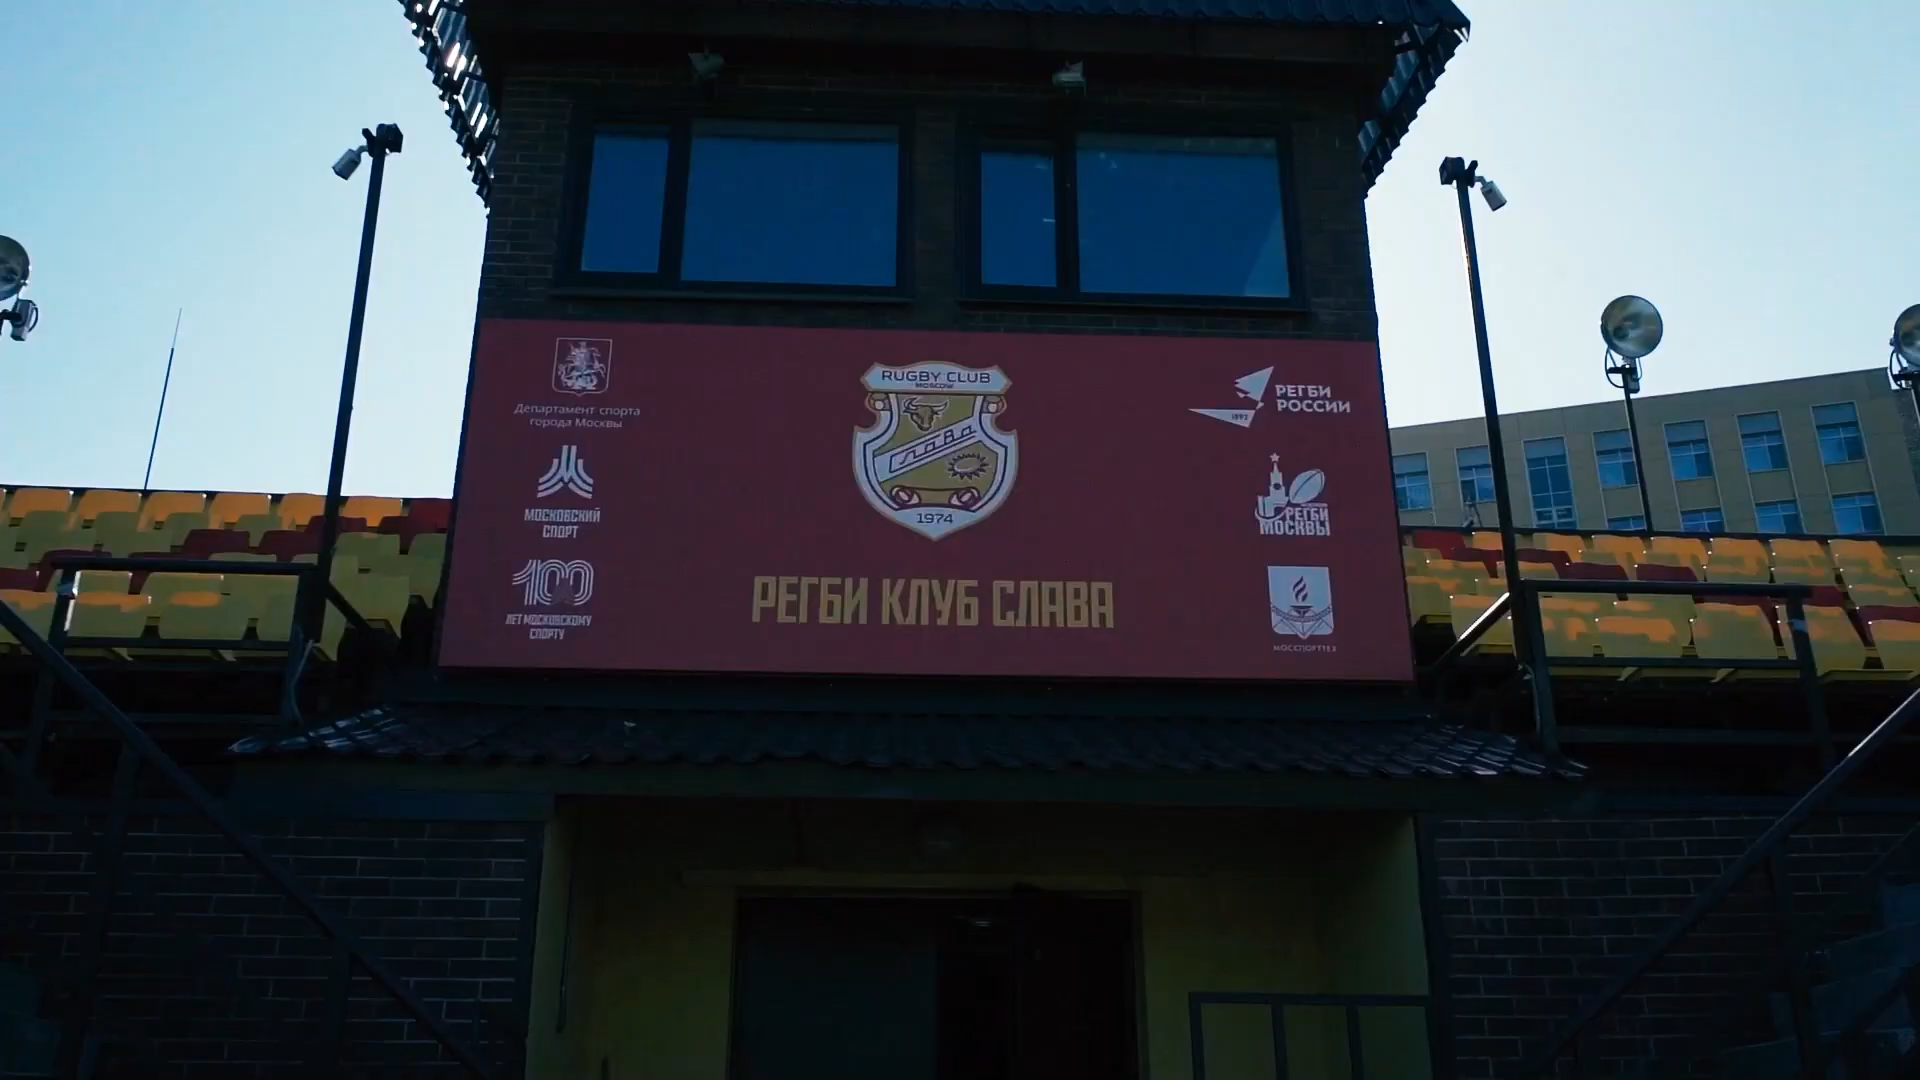 Департамент спорта
города Москвы
МОСКОВСКИЙ
СПОРТ
100
ЛЕТ МОСКОВСКОМУ
СПОРТУ
RUGBY CLUB
MOSCOW
Слава
1974
РЕГБИ КЛУБ СЛАВА
РЕГБИ
РОССИИ
РЕГБИ
МОСКВЫ
МОССПОРТТЕХ